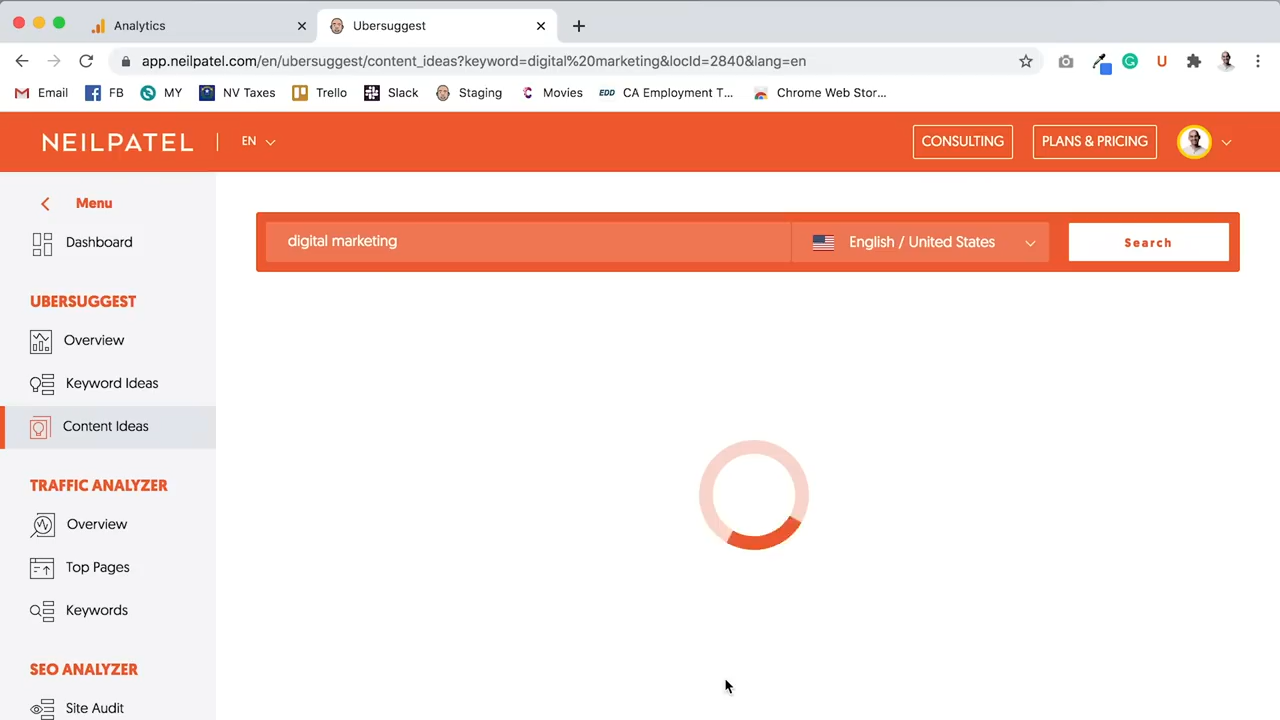 Analytics
Ubersuggest
app.neilpatel.com/en/ubersuggest/content_ideas?keyword=digital%20marketing&locId=2840&lang=en
Email FB MY NV Taxes Trello Slack Staging Movies EDD CA Employment T... Chrome Web Stor...
NEILPATEL EN CONSULTING PLANS & PRICING
Menu
Dashboard
digital marketing English / United States Search
UBERSUGGEST
Overview
Keyword Ideas
Content Ideas
TRAFFIC ANALYZER
Overview
Top Pages
Keywords
SEO ANALYZER
Site Audit